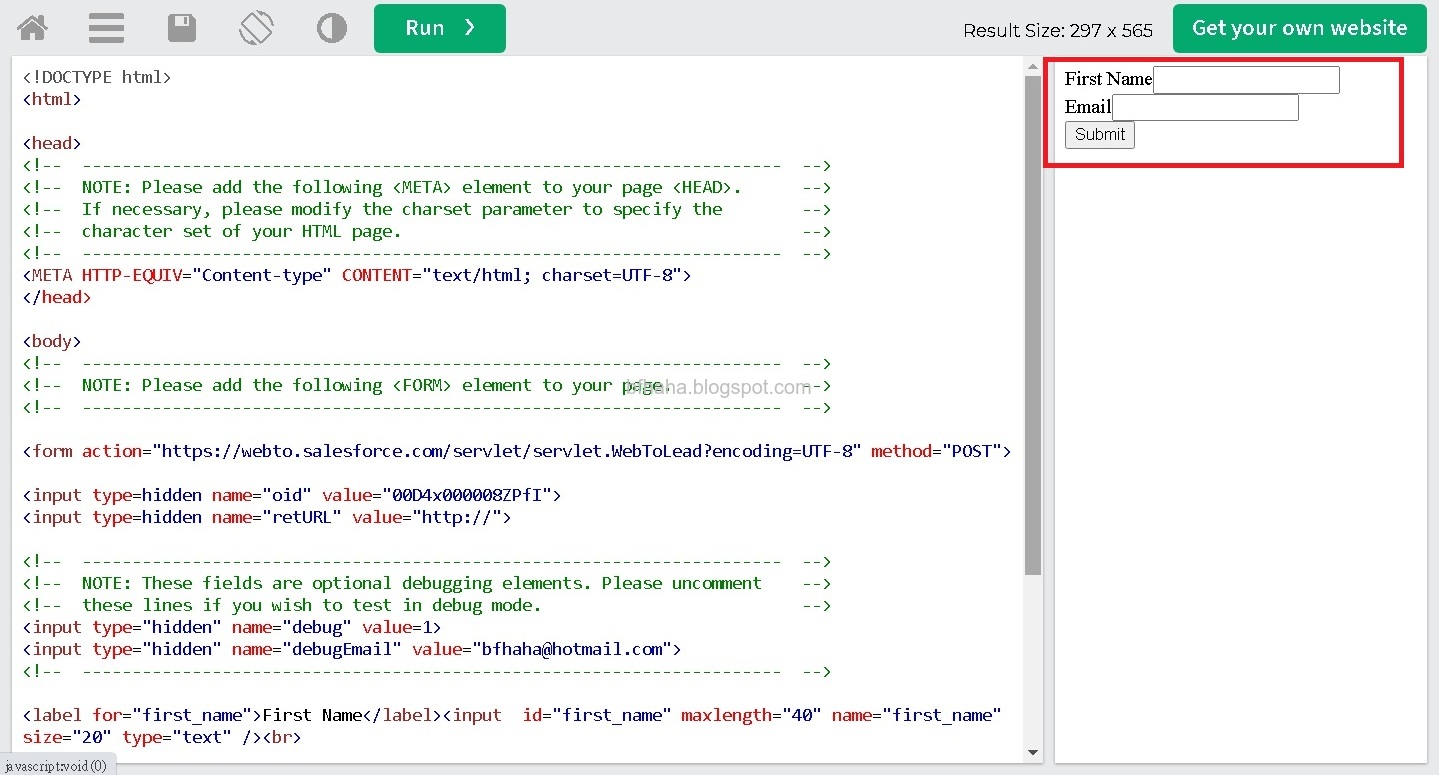 Run ❯
Result Size: 297 x 565
Get your own website
<!DOCTYPE html>
<html>
<head>
<!-- ---------------------------------------------------------------------- -->
<!-- NOTE: Please add the following <META> element to your page <HEAD>. -->
<!-- If necessary, please modify the charset parameter to specify the -->
<!-- character set of your HTML page. -->
<!-- ---------------------------------------------------------------------- -->
<META HTTP-EQUIV="Content-type" CONTENT="text/html; charset=UTF-8">
</head>
<body>
<!-- ---------------------------------------------------------------------- -->
<!-- NOTE: Please add the following <FORM> element to your page. -->
<!-- ---------------------------------------------------------------------- -->
bfhaha.blogspot.com
<form action="https://webto.salesforce.com/servlet/servlet.WebToLead?encoding=UTF-8" method="POST">
<input type=hidden name="oid" value="00D4x000008ZPfI">
<input type=hidden name="retURL" value="http://">
<!-- ---------------------------------------------------------------------- -->
<!-- NOTE: These fields are optional debugging elements. Please uncomment -->
<!-- these lines if you wish to test in debug mode. -->
<input type="hidden" name="debug" value=1>
<input type="hidden" name="debugEmail" value="bfhaha@hotmail.com">
<!-- ---------------------------------------------------------------------- -->
<label for="first_name">First Name</label><input id="first_name" maxlength="40" name="first_name"
size="20" type="text" /><br>
First Name
Email
Submit
javascript:void(0)